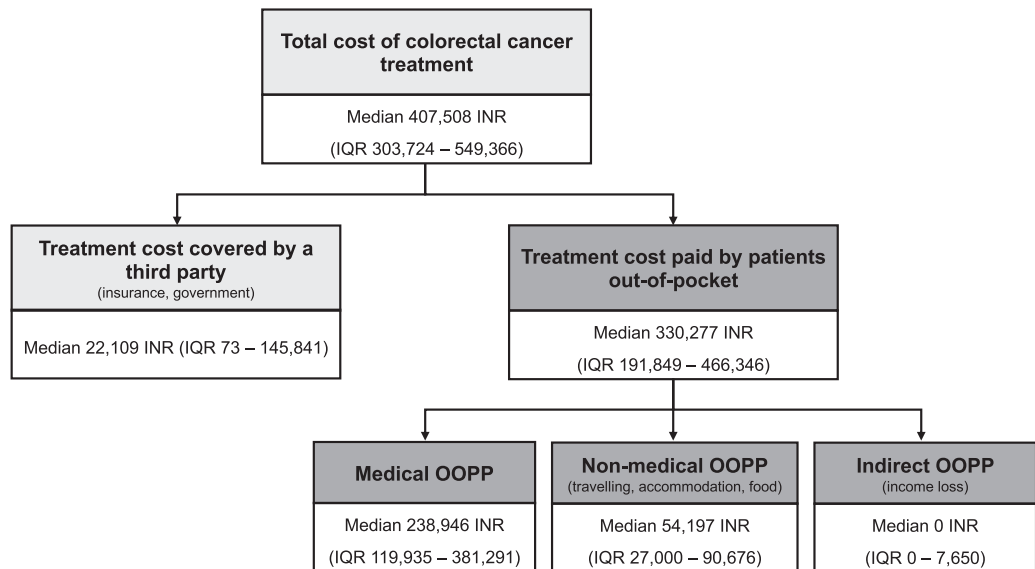 Total cost of colorectal cancer
treatment
Median 407,508 INR
(IQR 303,724 – 549,366)
Treatment cost covered by a
third party
(insurance, government)
Median 22,109 INR (IQR 73 – 145,841)
Treatment cost paid by patients
out-of-pocket
Median 330,277 INR
(IQR 191,849 – 466,346)
Medical OOPP
Median 238,946 INR
(IQR 119,935 – 381,291)
Non-medical OOPP
(travelling, accommodation, food)
Median 54,197 INR
(IQR 27,000 – 90,676)
Indirect OOPP
(income loss)
Median 0 INR
(IQR 0 – 7,650)